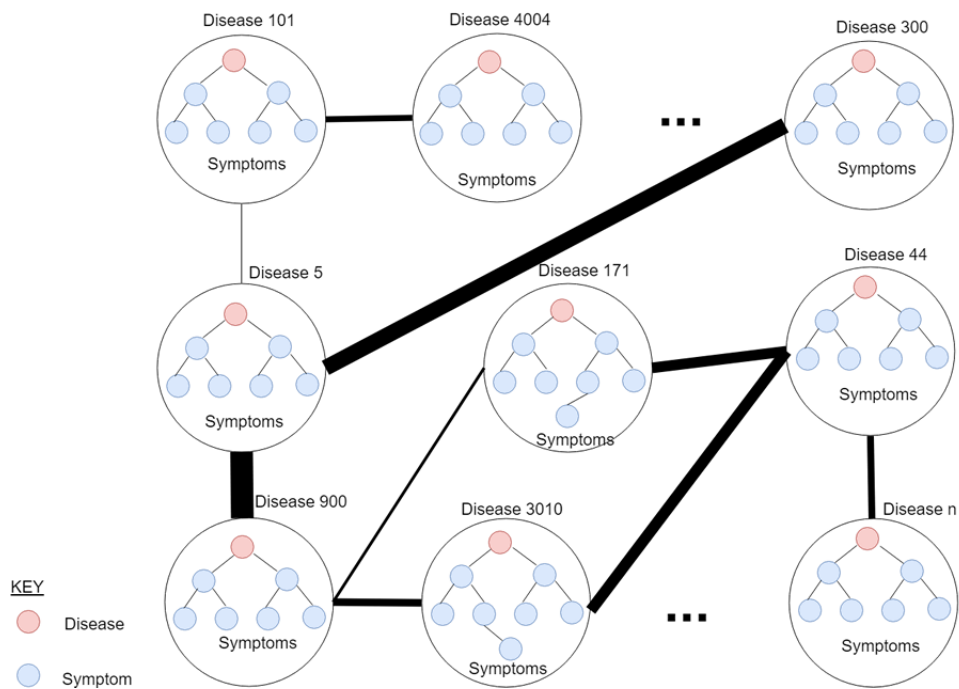 Disease 101
Disease 4004
Disease 300
Symptoms
Symptoms
Symptoms
Disease 5
Disease 171
Disease 44
Symptoms
Symptoms
Symptoms
Disease 900
Disease 3010
Disease n
KEY
Disease
Symptoms
Symptoms
Symptoms
Symptom